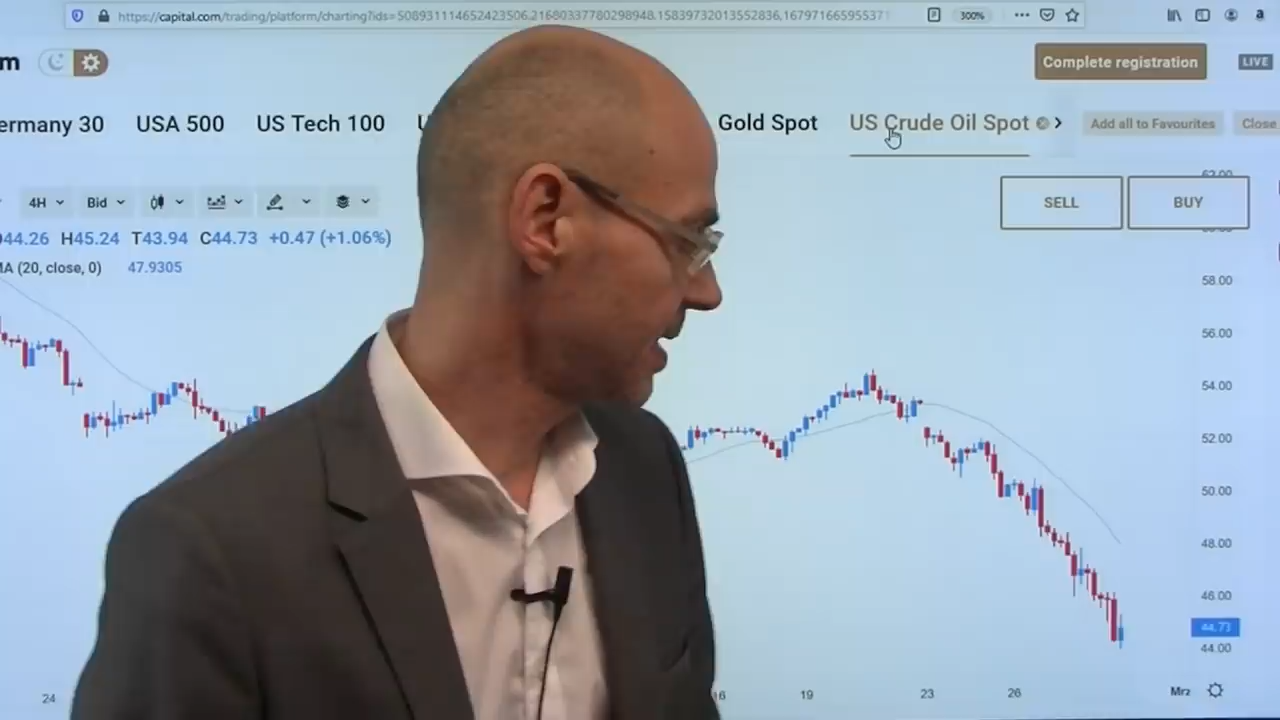 https://capital.com/trading/platform/charting?ids=508931114652423506,21680337780298948,15839732013552836,167971665955371
300%
m
Complete registration
LIVE
ermany 30
USA 500
US Tech 100
Gold Spot
US Crude Oil Spot
Add all to Favourites
Close
4H
Bid
SELL
BUY
O44.26 H45.24 T43.94 C44.73 +0.47 (+1.06%)
MA (20, close, 0) 47.9305
62.00
58.00
56.00
54.00
52.00
50.00
48.00
46.00
44.73
44.00
24
16
19
23
26
Mrz